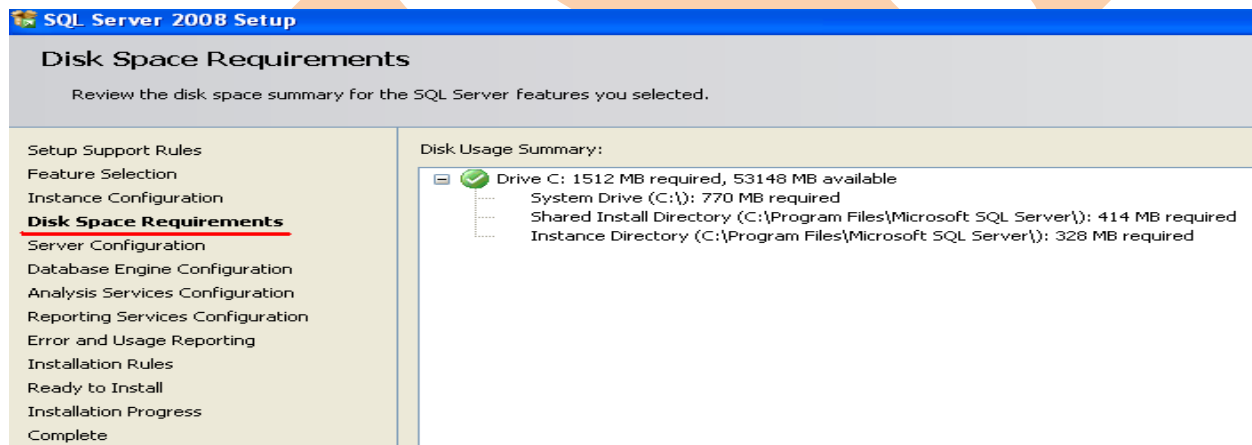 SQL Server 2008 Setup
Disk Space Requirements
Review the disk space summary for the SQL Server features you selected.
Setup Support Rules
Feature Selection
Instance Configuration
Disk Space Requirements
Server Configuration
Database Engine Configuration
Analysis Services Configuration
Reporting Services Configuration
Error and Usage Reporting
Installation Rules
Ready to Install
Installation Progress
Complete
Disk Usage Summary:
Drive C: 1512 MB required, 53148 MB available
System Drive (C:\): 770 MB required
Shared Install Directory (C:\Program Files\Microsoft SQL Server\): 414 MB required
Instance Directory (C:\Program Files\Microsoft SQL Server\): 328 MB required